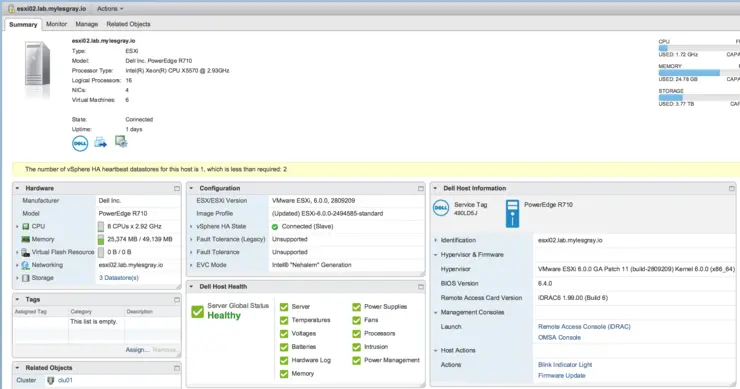 esxi02.lab.mylesgray.io Actions
Summary Monitor Manage Related Objects
esxi02.lab.mylesgray.io
Type: ESXi
Model: Dell Inc. PowerEdge R710
Processor Type: Intel(R) Xeon(R) CPU X5570 @ 2.93GHz
Logical Processors: 16
NICs: 4
Virtual Machines: 6
State: Connected
Uptime: 1 days
CPU F
USED: 1.72 GHz CAPA
MEMORY F
USED: 24.78 GB CAPA
STORAGE
USED: 3.77 TB CAP
DELL
The number of vSphere HA heartbeat datastores for this host is 1, which is less than required: 2
Hardware
Manufacturer Dell Inc.
Model PowerEdge R710
CPU 8 CPUs x 2.92 GHz
Memory 25,374 MB / 49,139 MB
Virtual Flash Resource 0 B / 0 B
Networking esxi02.lab.mylesgray.io
Storage 3 Datastore(s)
Tags
Assigned Tag Category Description
This list is empty.
Assign... Remove...
Related Objects
Cluster clu01
Configuration
ESX/ESXi Version VMware ESXi, 6.0.0, 2809209
Image Profile (Updated) ESXi-6.0.0-2494585-standard
vSphere HA State Connected (Slave)
Fault Tolerance (Legacy) Unsupported
Fault Tolerance Unsupported
EVC Mode Intel® "Nehalem" Generation
Dell Host Health
Server Global Status
Healthy
Server Power Supplies
Temperatures Fans
Voltages Processors
Batteries Intrusion
Hardware Log Power Management
Memory
Dell Host Information
DELL Service Tag PowerEdge R710
Identification esxi02.lab.mylesgray.io
Hypervisor & Firmware
Hypervisor VMware ESXi 6.0.0 GA Patch 11 (build-2809209) Kernel 6.0.0 (x86_64)
BIOS Version 6.4.0
Remote Access Card Version iDRAC6 1.99.00 (Build 6)
Management Consoles
Launch Remote Access Console (iDRAC)
OMSA Console
Host Actions
Actions Blink Indicator Light
Firmware Update